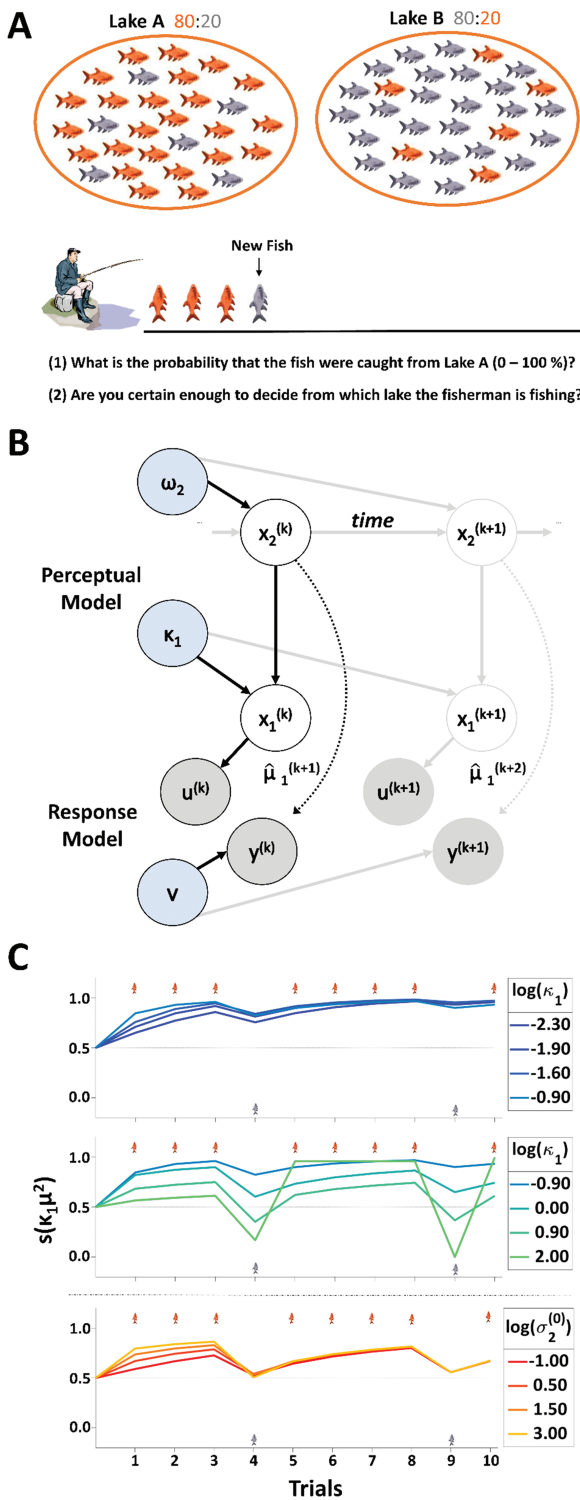 A
Lake A 80:20
Lake B 80:20
New Fish
(1) What is the probability that the fish were caught from Lake A (0 – 100 %)?
(2) Are you certain enough to decide from which lake the fisherman is fishing?
B
ω2
...
x2(k)
time
x2(k+1)
...
Perceptual
Model
κ1
x1(k)
x1(k+1)
u(k)
μ̂1(k+1)
u(k+1)
μ̂1(k+2)
Response
Model
y(k)
y(k+1)
ν
C
1.0
0.5
0.0
log(κ1)
-2.30
-1.90
-1.60
-0.90
s(κ1μ2)
1.0
0.5
0.0
log(κ1)
-0.90
0.00
0.90
2.00
1.0
0.5
0.0
log(σ2(0))
-1.00
0.50
1.50
3.00
1 2 3 4 5 6 7 8 9 10
Trials